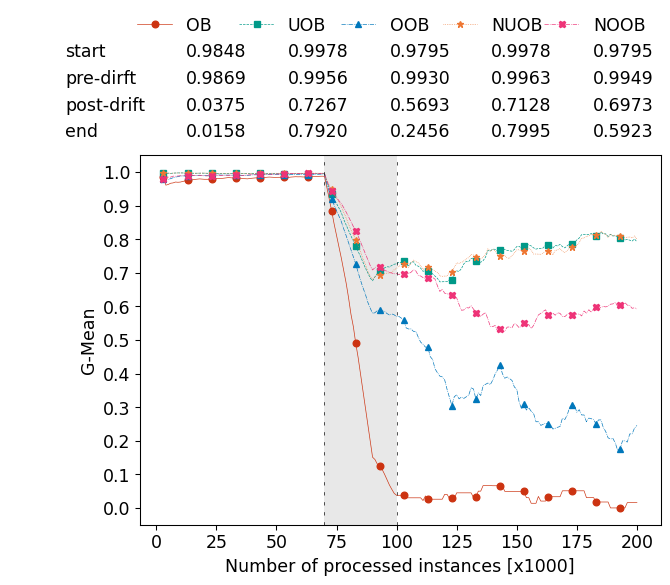 OB UOB OOB NUOB NOOB
start 0.9848 0.9978 0.9795 0.9978 0.9795
pre-dirft 0.9869 0.9956 0.9930 0.9963 0.9949
post-drift 0.0375 0.7267 0.5693 0.7128 0.6973
end 0.0158 0.7920 0.2456 0.7995 0.5923
1.0
0.9
0.8
0.7
0.6
0.5
0.4
0.3
0.2
0.1
0.0
G-Mean
0 25 50 75 100 125 150 175 200
Number of processed instances [x1000]